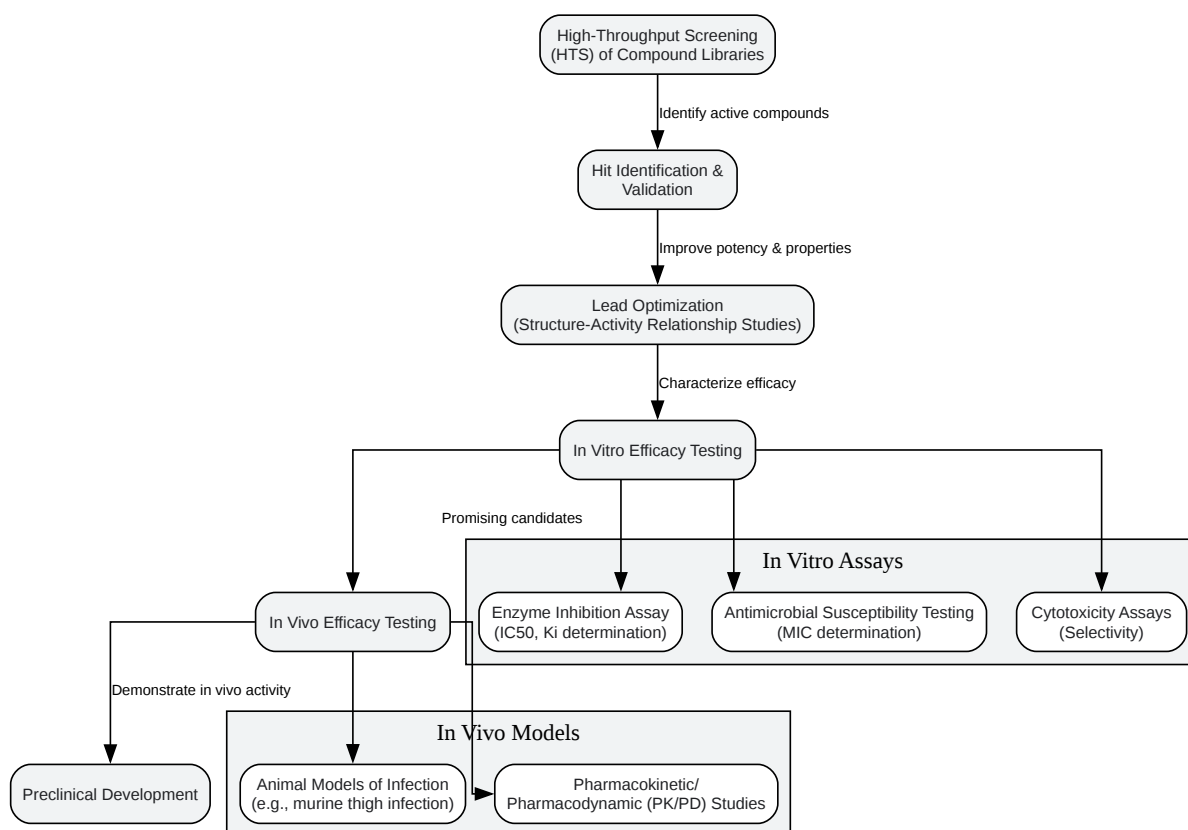 High-Throughput Screening
(HTS) of Compound Libraries
Identify active compounds
Hit Identification &
Validation
Improve potency & properties
Lead Optimization
(Structure-Activity Relationship Studies)
Characterize efficacy
In Vitro Efficacy Testing
Promising candidates
In Vitro Assays
Enzyme Inhibition Assay
(IC50, Ki determination)
Antimicrobial Susceptibility Testing
(MIC determination)
Cytotoxicity Assays
(Selectivity)
In Vivo Efficacy Testing
Demonstrate in vivo activity
In Vivo Models
Preclinical Development
Animal Models of Infection
(e.g., murine thigh infection)
Pharmacokinetic/
Pharmacodynamic (PK/PD) Studies